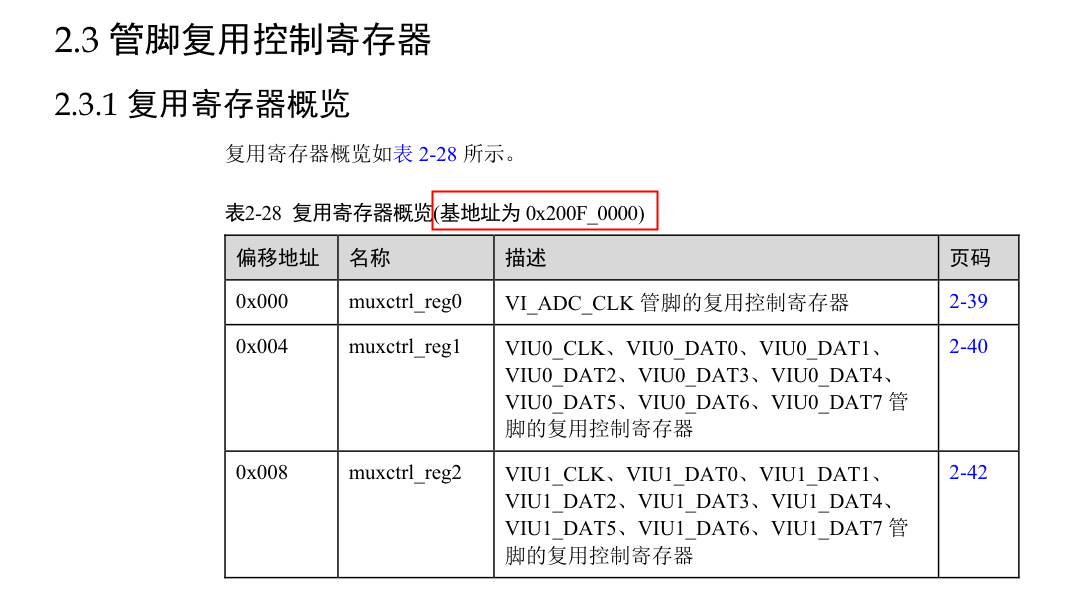 2.3 管脚复用控制寄存器
2.3.1 复用寄存器概览
复用寄存器概览如表 2-28 所示。
表2-28 复用寄存器概览(基地址为 0x200F_0000)
偏移地址 名称 描述 页码
0x000 muxctrl_reg0 VI_ADC_CLK 管脚的复用控制寄存器 2-39
0x004 muxctrl_reg1 VIU0_CLK、VIU0_DAT0、VIU0_DAT1、 2-40
VIU0_DAT2、VIU0_DAT3、VIU0_DAT4、
VIU0_DAT5、VIU0_DAT6、VIU0_DAT7 管
脚的复用控制寄存器
0x008 muxctrl_reg2 VIU1_CLK、VIU1_DAT0、VIU1_DAT1、 2-42
VIU1_DAT2、VIU1_DAT3、VIU1_DAT4、
VIU1_DAT5、VIU1_DAT6、VIU1_DAT7 管
脚的复用控制寄存器